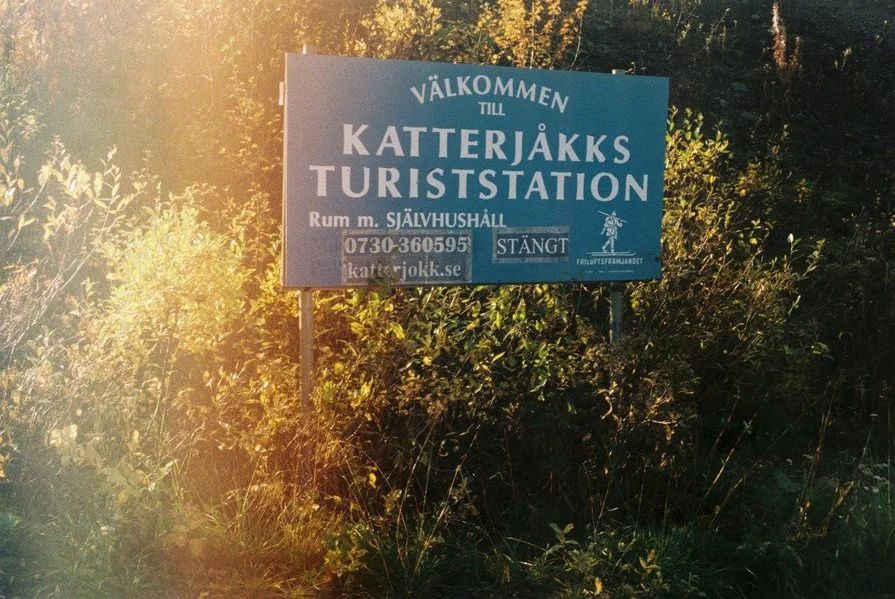 VÄLKOMMEN
TILL
KATTERJÅKKS
TURISTSTATION
Rum m. SJÄLVHUSHÅLL
0730-360595 STÄNGT
katterjokk.se
FRILUFTSFRÄMJANDET